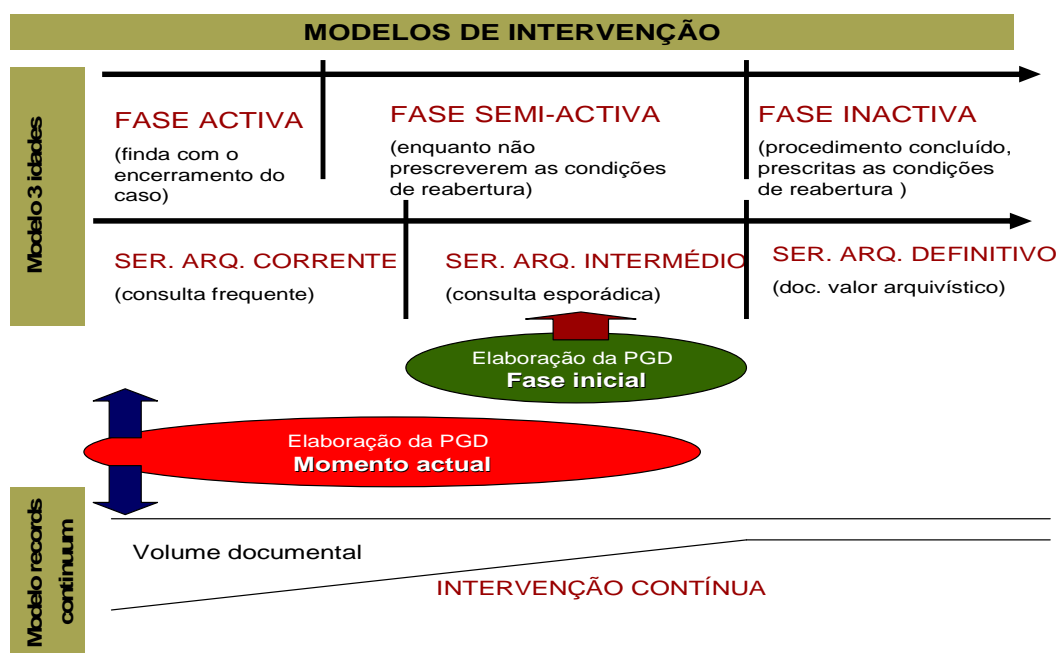 MODELOS DE INTERVENÇÃO
Modelo 3 idades
FASE ACTIVA
(finda com o
encerramento do
caso)
FASE SEMI-ACTIVA
(enquanto não
prescreverem as condições
de reabertura)
FASE INACTIVA
(procedimento concluído,
prescritas as condições
de reabertura )
SER. ARQ. CORRENTE
(consulta frequente)
SER. ARQ. INTERMÉDIO
(consulta esporádica)
SER. ARQ. DEFINITIVO
(doc. valor arquivístico)
Elaboração da PGD
Fase inicial
Elaboração da PGD
Momento actual
Modelo records
continuum
Volume documental
INTERVENÇÃO CONTÍNUA